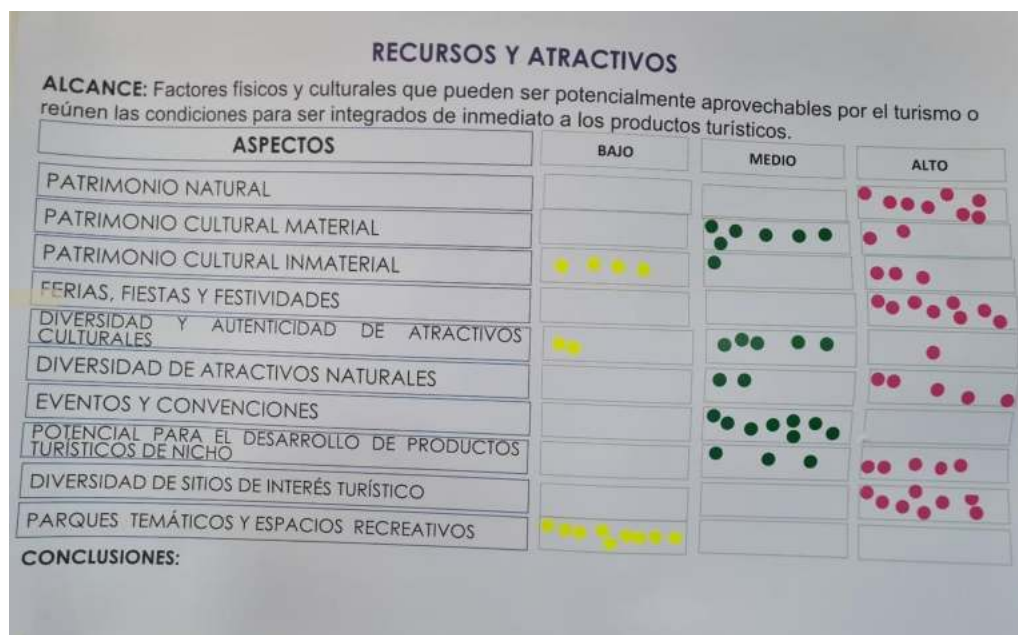 RECURSOS Y ATRACTIVOS
ALCANCE: Factores físicos y culturales que pueden ser potencialmente aprovechables por el turismo o
reúnen las condiciones para ser integrados de inmediato a los productos turísticos.
ASPECTOS BAJO MEDIO ALTO
PATRIMONIO NATURAL
PATRIMONIO CULTURAL MATERIAL
PATRIMONIO CULTURAL INMATERIAL
FERIAS, FIESTAS Y FESTIVIDADES
DIVERSIDAD Y AUTENTICIDAD DE ATRACTIVOS
CULTURALES
DIVERSIDAD DE ATRACTIVOS NATURALES
EVENTOS Y CONVENCIONES
POTENCIAL PARA EL DESARROLLO DE PRODUCTOS
TURÍSTICOS DE NICHO
DIVERSIDAD DE SITIOS DE INTERÉS TURÍSTICO
PARQUES TEMÁTICOS Y ESPACIOS RECREATIVOS
CONCLUSIONES: